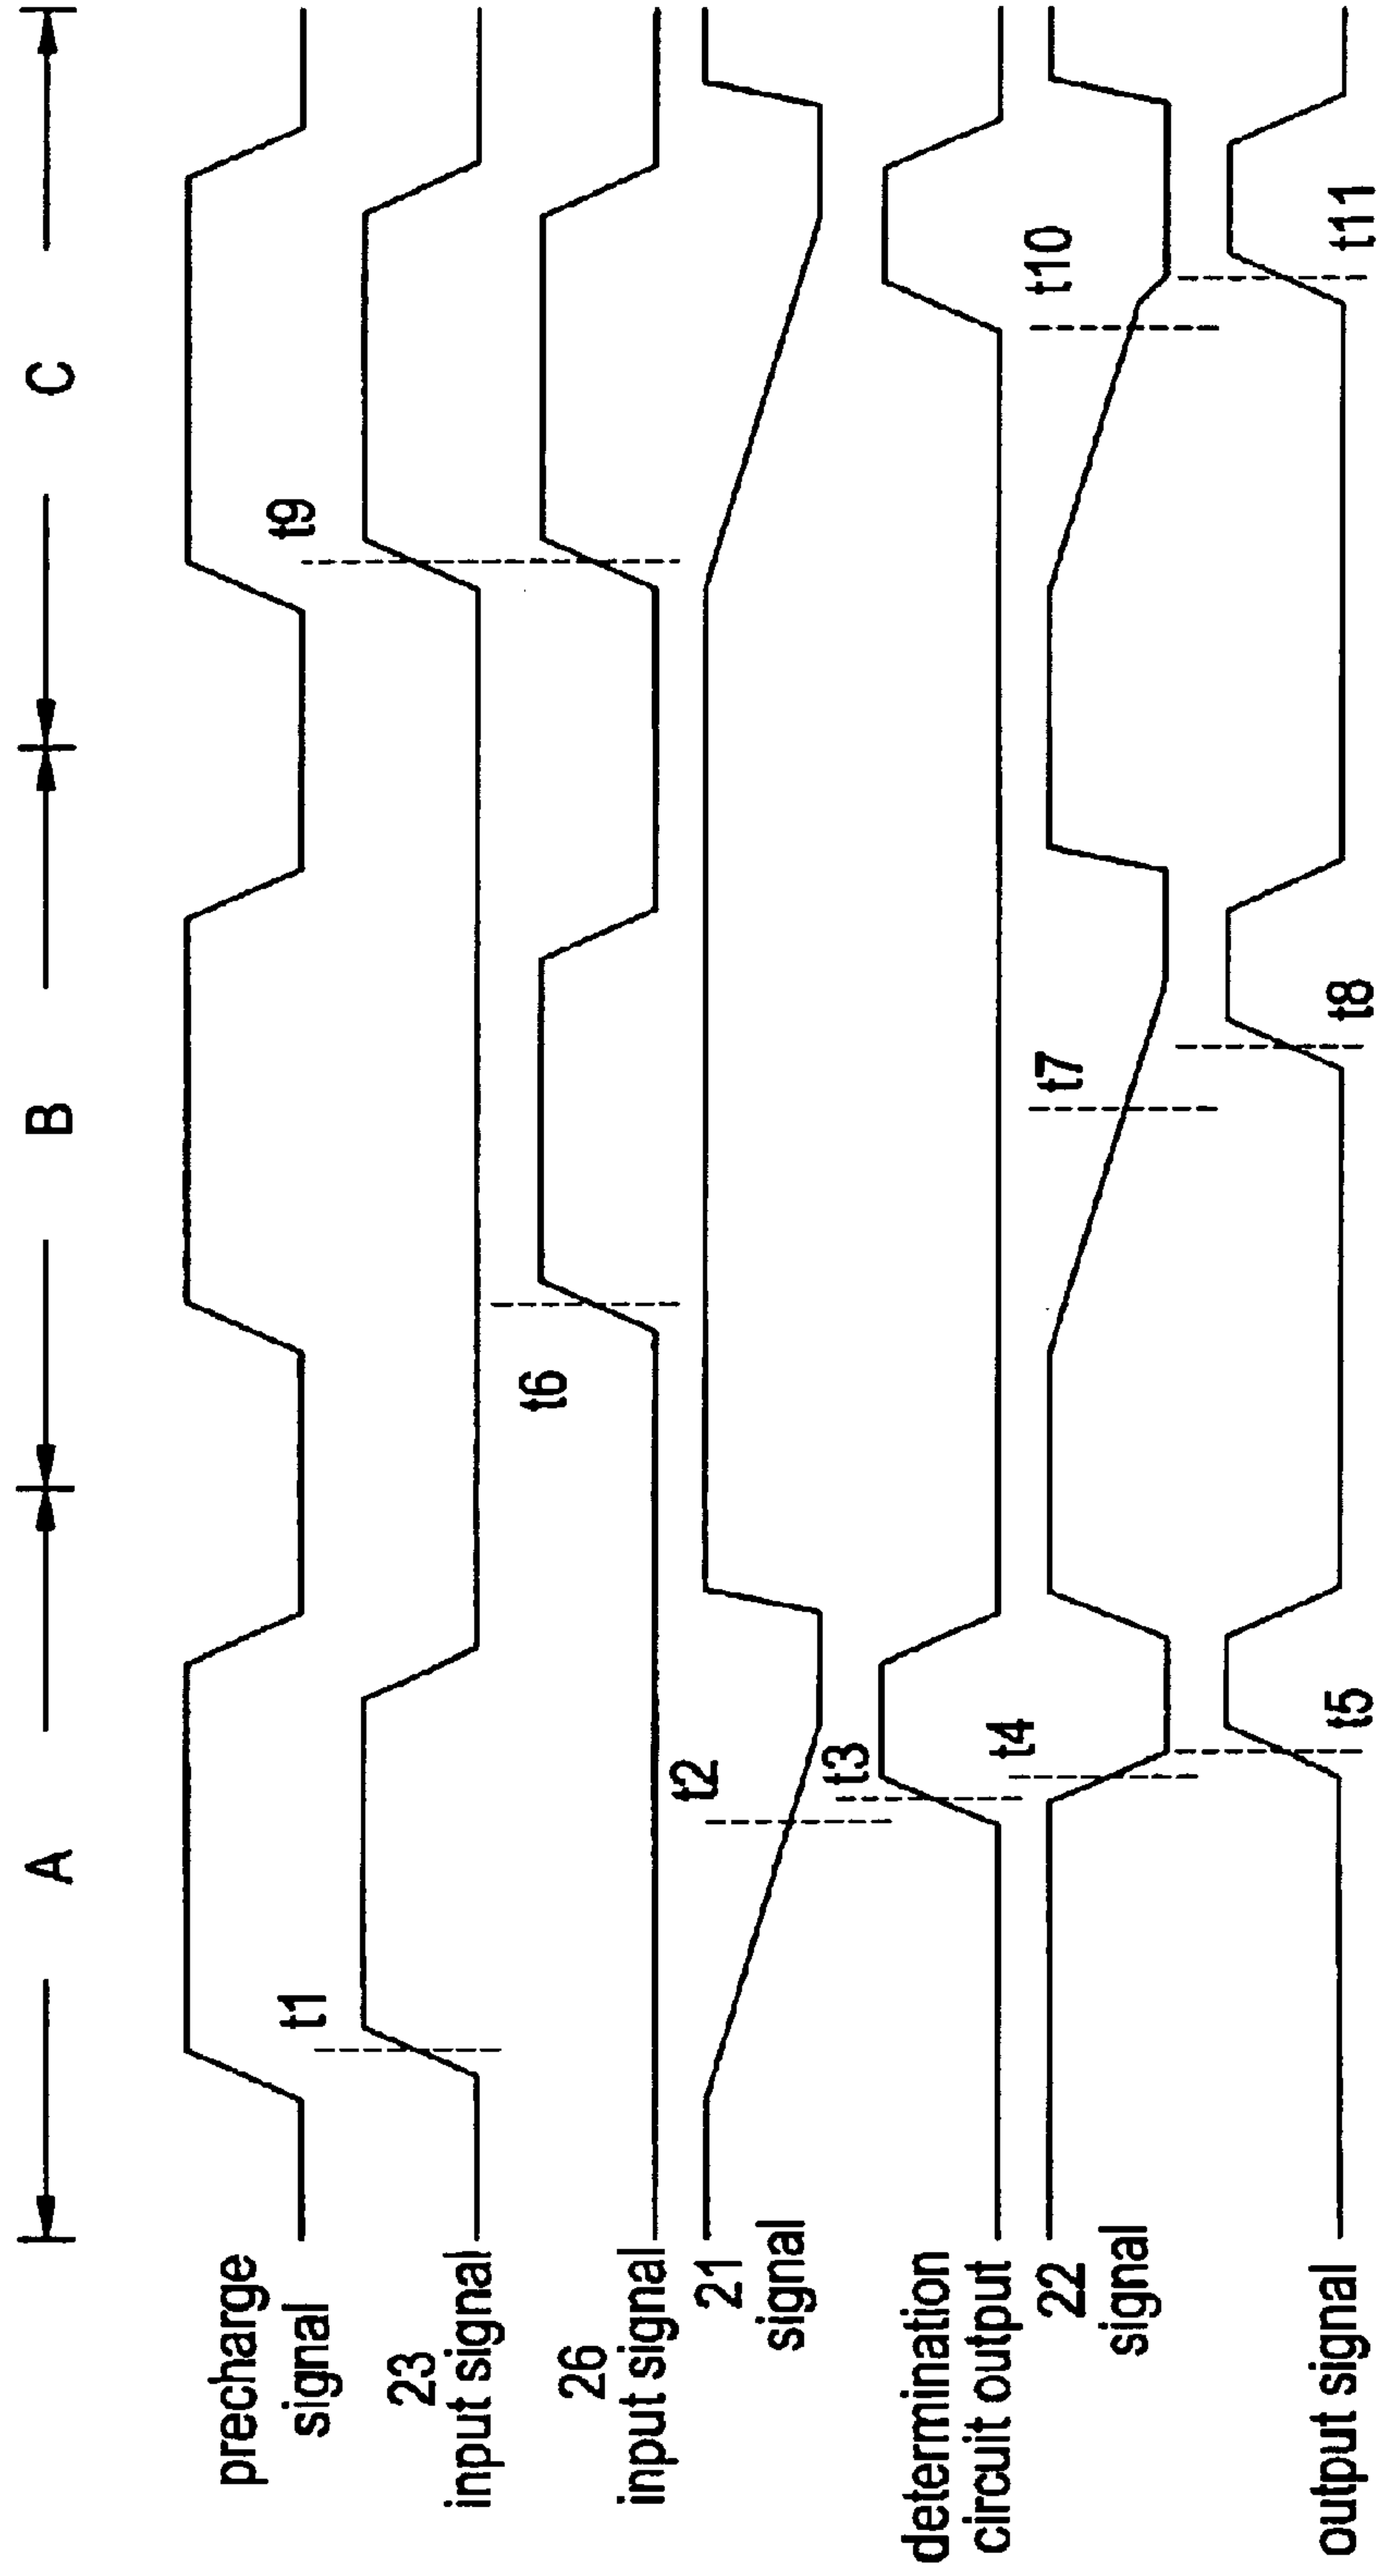 A
B
C
precharge
signal
t1
t9
23
input signal
t6
26
input signal
t2
21
signal
t3
determination
circuit output
t4
t7
t10
22
signal
t5
t8
t11
output signal